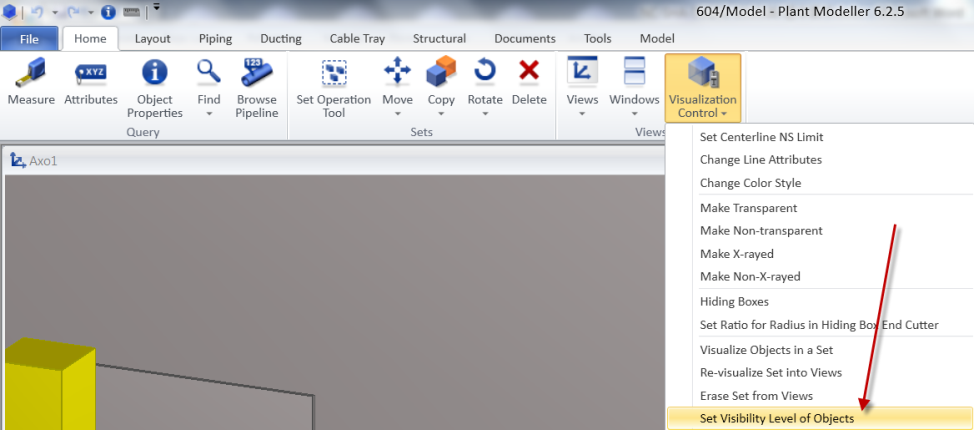 604/Model - Plant Modeller 6.2.5
File Home Layout Piping Ducting Cable Tray Structural Documents Tools Model
XYZ 123
Measure Attributes Object Properties Find Browse Pipeline Set Operation Tool Move Copy Rotate Delete Views Windows Visualization Control
Query Sets Views
Axo1
Set Centerline NS Limit
Change Line Attributes
Change Color Style
Make Transparent
Make Non-transparent
Make X-rayed
Make Non-X-rayed
Hiding Boxes
Set Ratio for Radius in Hiding Box End Cutter
Visualize Objects in a Set
Re-visualize Set into Views
Erase Set from Views
Set Visibility Level of Objects